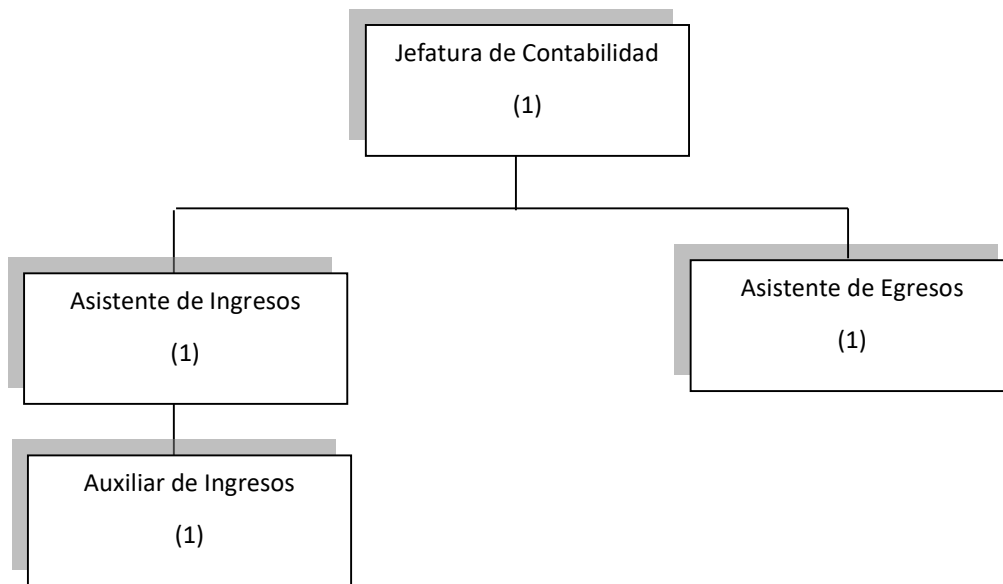 Jefatura de Contabilidad
(1)
Asistente de Ingresos
(1)
Asistente de Egresos
(1)
Auxiliar de Ingresos
(1)